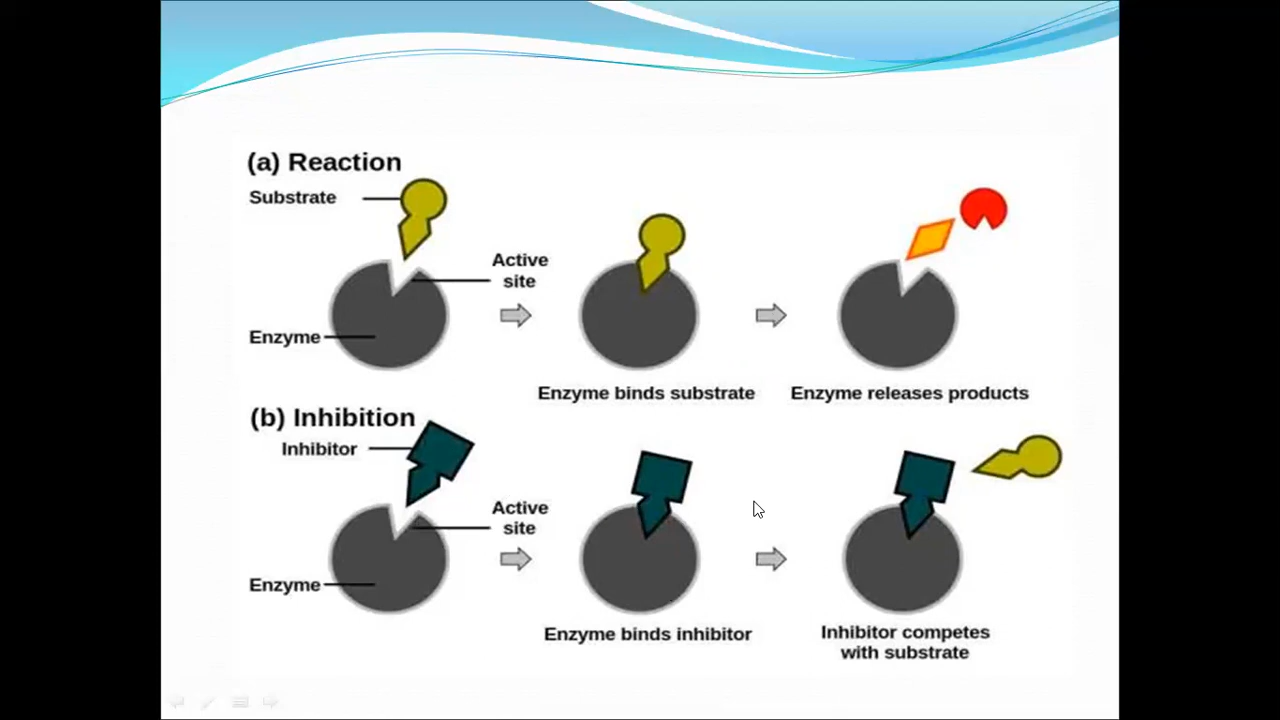 (a) Reaction
Substrate
Active
site
Enzyme
Enzyme binds substrate
Enzyme releases products
(b) Inhibition
Inhibitor
Active
site
Enzyme
Enzyme binds inhibitor
Inhibitor competes
with substrate